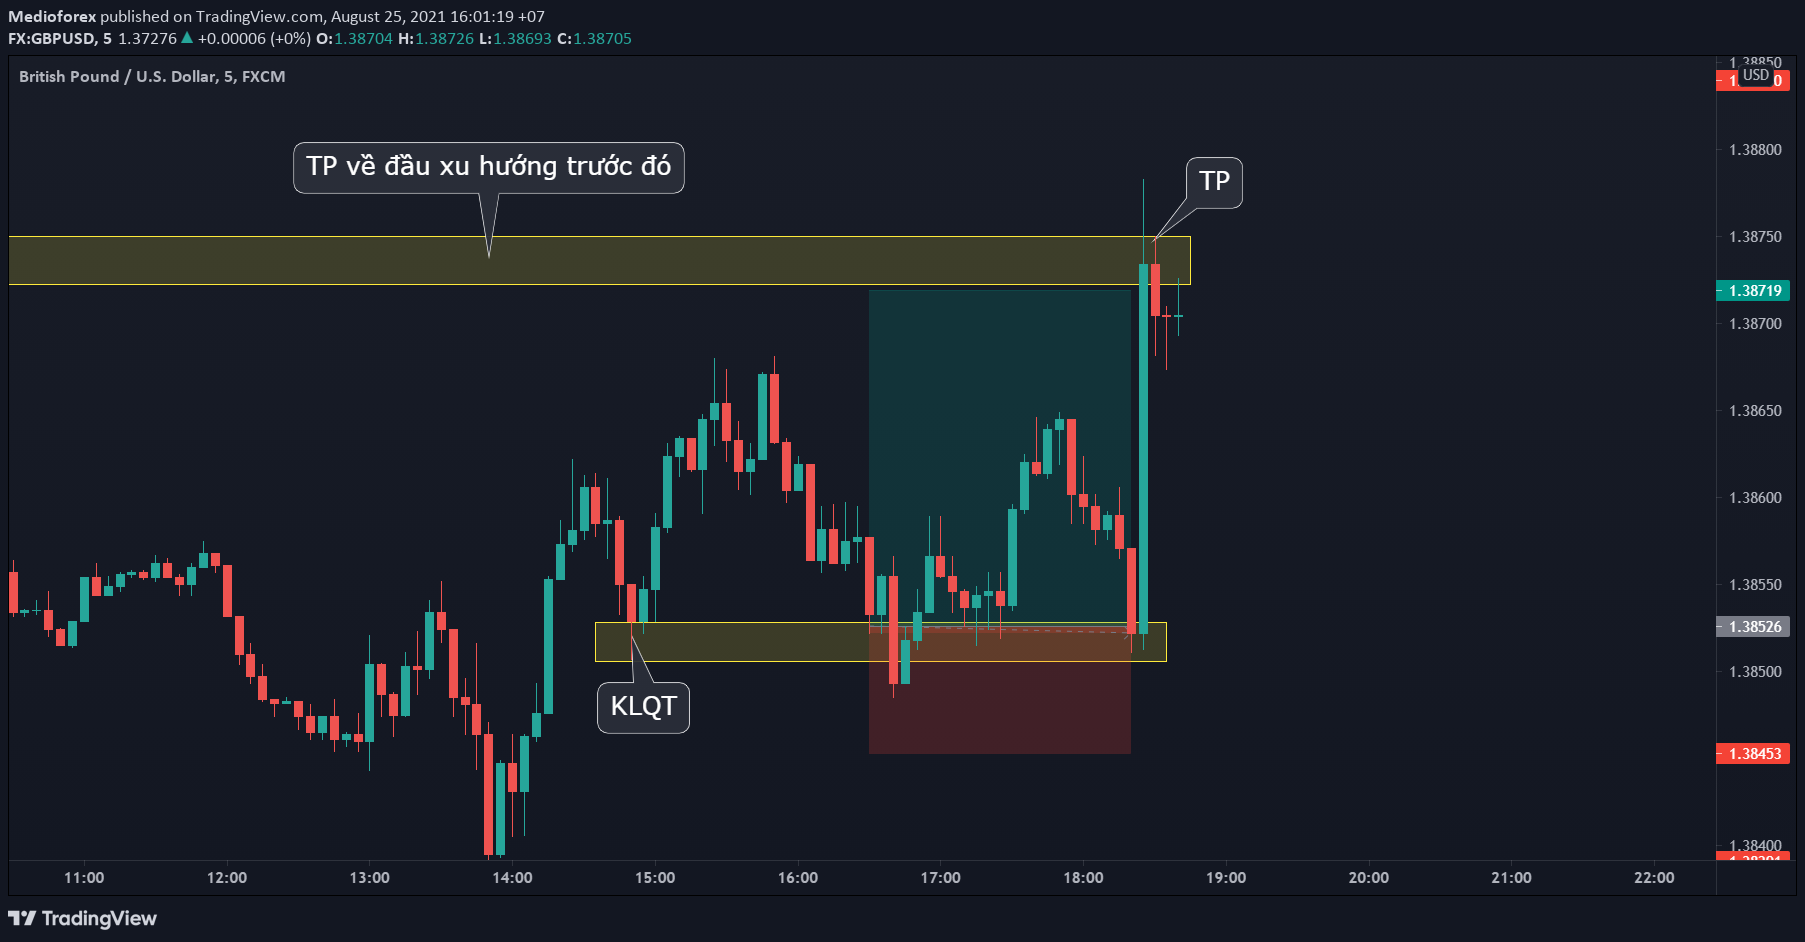 Medioforex published on TradingView.com, August 25, 2021 16:01:19 +07
FX:GBPUSD, 5 1.37276 ▲ +0.00006 (+0%) O:1.38704 H:1.38726 L:1.38693 C:1.38705
British Pound / U.S. Dollar, 5, FXCM
1.38850
USD
1.38800
TP về đầu xu hướng trước đó
TP
1.38750
1.38719
1.38700
1.38650
1.38600
1.38550
1.38526
1.38500
KLQT
1.38453
1.38400
11:00 12:00 13:00 14:00 15:00 16:00 17:00 18:00 19:00 20:00 21:00 22:00
TradingView